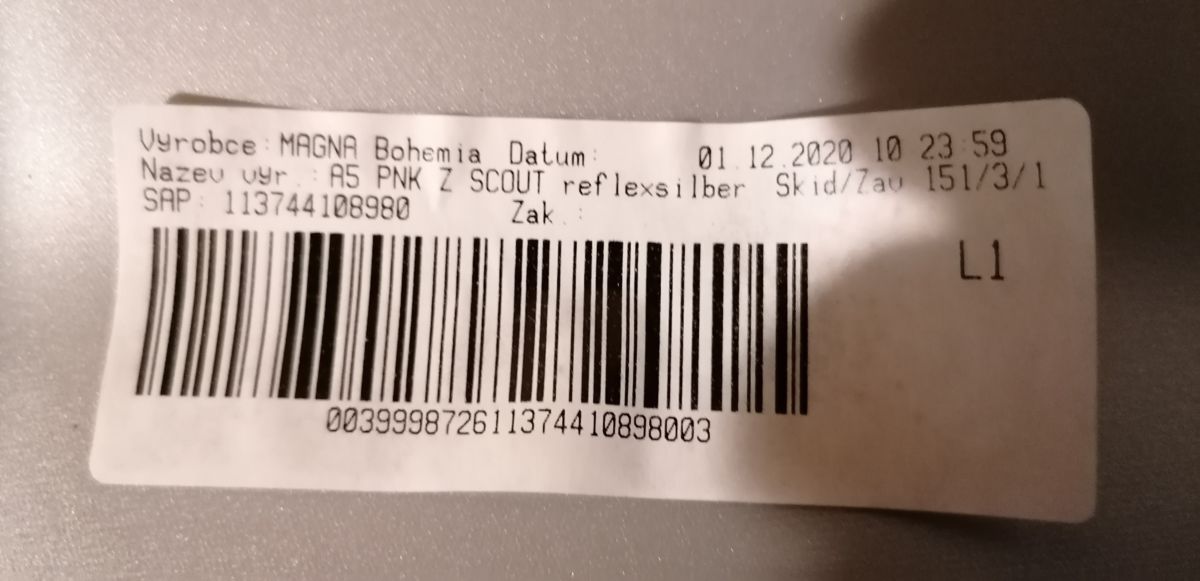 Vyrobce: MAGNA Bohemia Datum: 01.12.2020 10:23:59
Nazev vyr.: A5 PNK Z SCOUT reflexsilber Skid/Zav 151/3/1
SAP: 113744108980 Zak.:
L1
003999872611374410898003